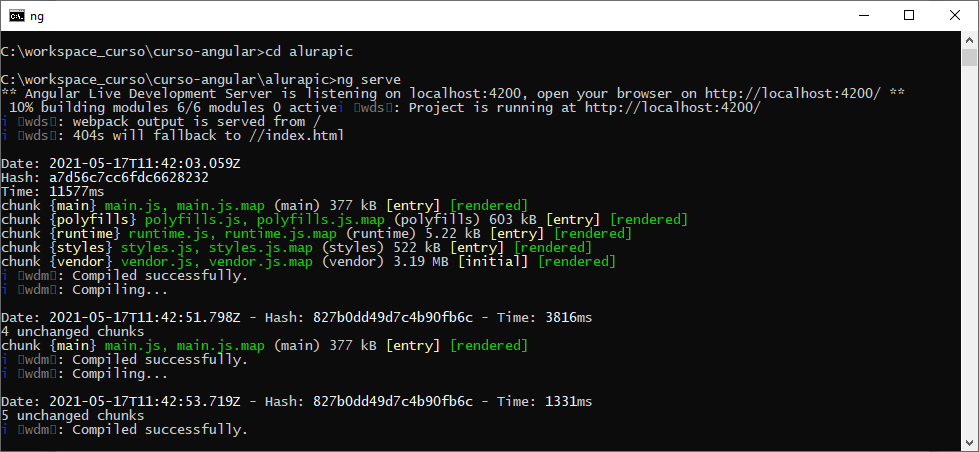 ng
C:\workspace_curso\curso-angular>cd alurapic
C:\workspace_curso\curso-angular\alurapic>ng serve
** Angular Live Development Server is listening on localhost:4200, open your browser on http://localhost:4200/ **
10% building modules 6/6 modules 0 activei 「wds」: Project is running at http://localhost:4200/
i 「wds」: webpack output is served from /
i 「wds」: 404s will fallback to //index.html
Date: 2021-05-17T11:42:03.059Z
Hash: a7d56c7cc6fdc6628232
Time: 11577ms
chunk {main} main.js, main.js.map (main) 377 kB [entry] [rendered]
chunk {polyfills} polyfills.js, polyfills.js.map (polyfills) 603 kB [entry] [rendered]
chunk {runtime} runtime.js, runtime.js.map (runtime) 5.22 kB [entry] [rendered]
chunk {styles} styles.js, styles.js.map (styles) 522 kB [entry] [rendered]
chunk {vendor} vendor.js, vendor.js.map (vendor) 3.19 MB [initial] [rendered]
i 「wdm」: Compiled successfully.
i 「wdm」: Compiling...
Date: 2021-05-17T11:42:51.798Z - Hash: 827b0dd49d7c4b90fb6c - Time: 3816ms
4 unchanged chunks
chunk {main} main.js, main.js.map (main) 377 kB [entry] [rendered]
i 「wdm」: Compiled successfully.
i 「wdm」: Compiling...
Date: 2021-05-17T11:42:53.719Z - Hash: 827b0dd49d7c4b90fb6c - Time: 1331ms
5 unchanged chunks
i 「wdm」: Compiled successfully.